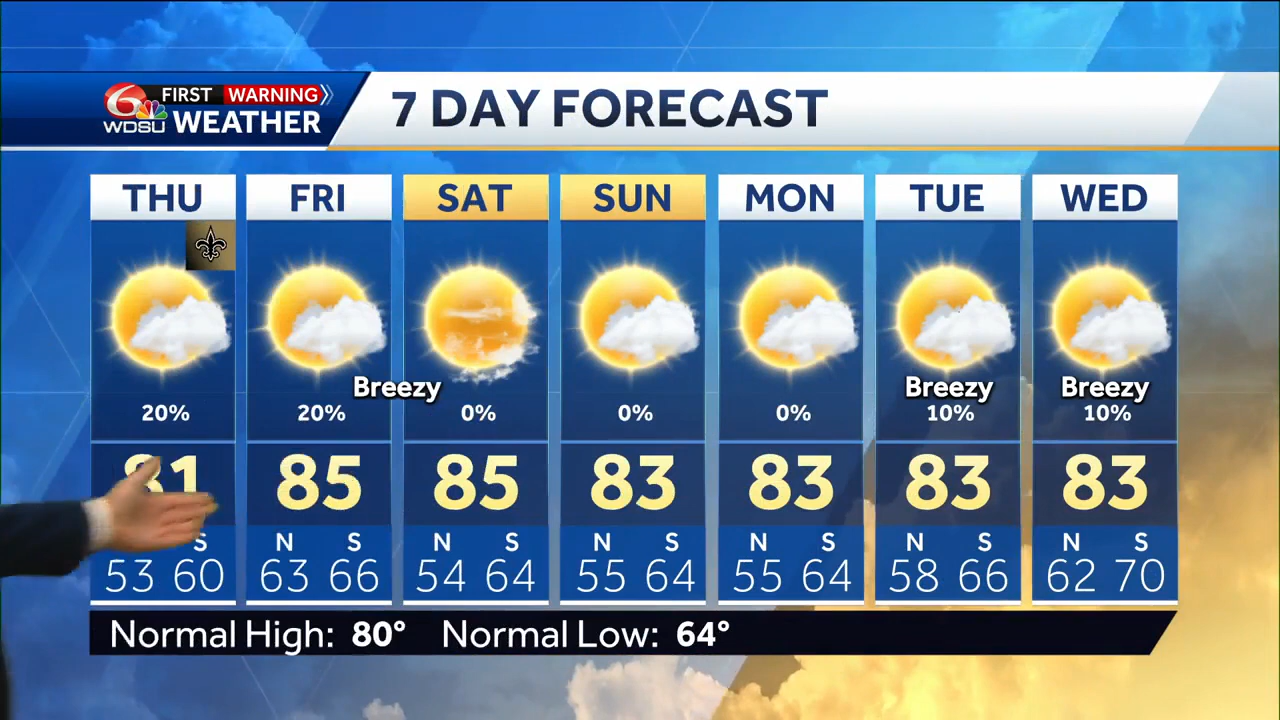 6 WDSU
FIRST WARNING
WEATHER
7 DAY FORECAST
THU FRI SAT SUN MON TUE WED
Breezy Breezy Breezy
20% 20% 0% 0% 0% 10% 10%
81 85 85 83 83 83 83
S N S N S N S N S N S N S
53 60 63 66 54 64 55 64 55 64 58 66 62 70
Normal High: 80° Normal Low: 64°